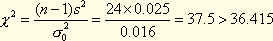 χ² = (n−1)s² / σ₀² = 24×0.025 / 0.016 = 37.5 > 36.415